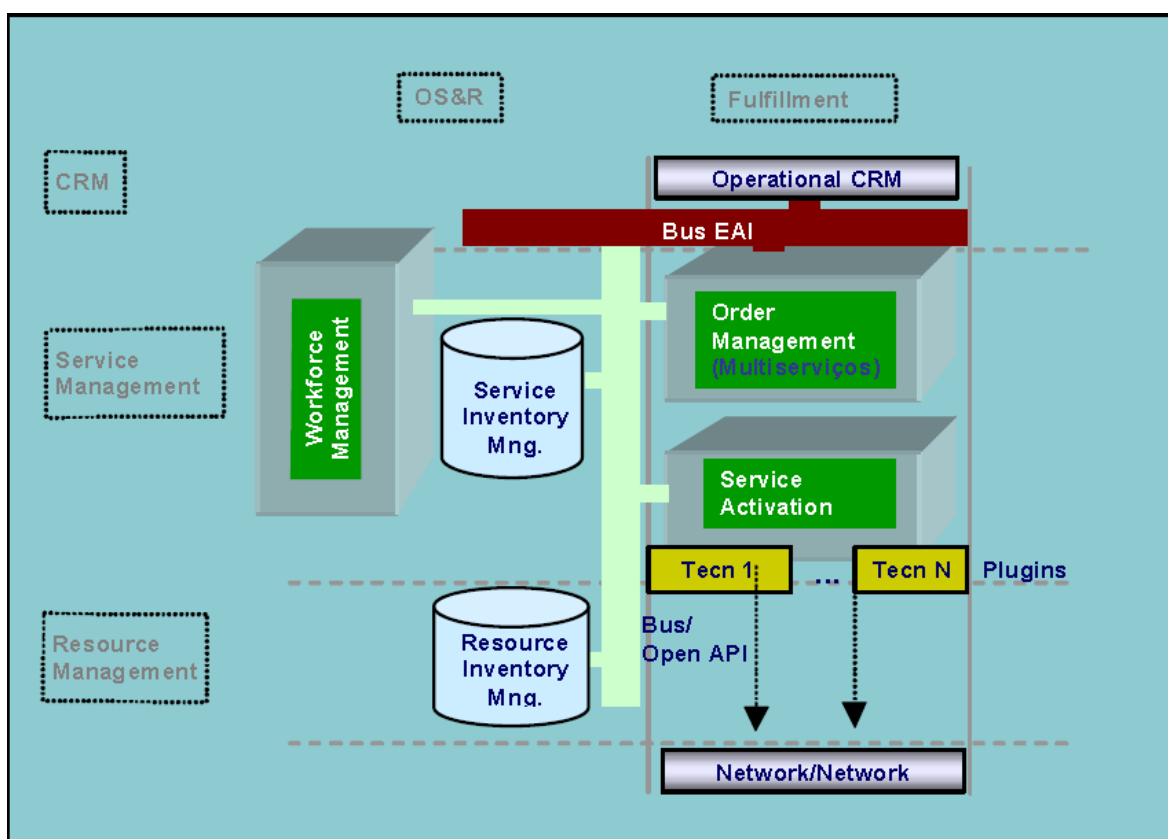 OS&R
Fulfillment
CRM
Operational CRM
Bus EAI
Workforce
Management
Order
Management
(Multiserviços)
Service
Management
Service
Inventory
Mng.
Service
Activation
Tecn 1
...
Tecn N
Plugins
Resource
Management
Resource
Inventory
Mng.
Bus/
Open API
Network/Network